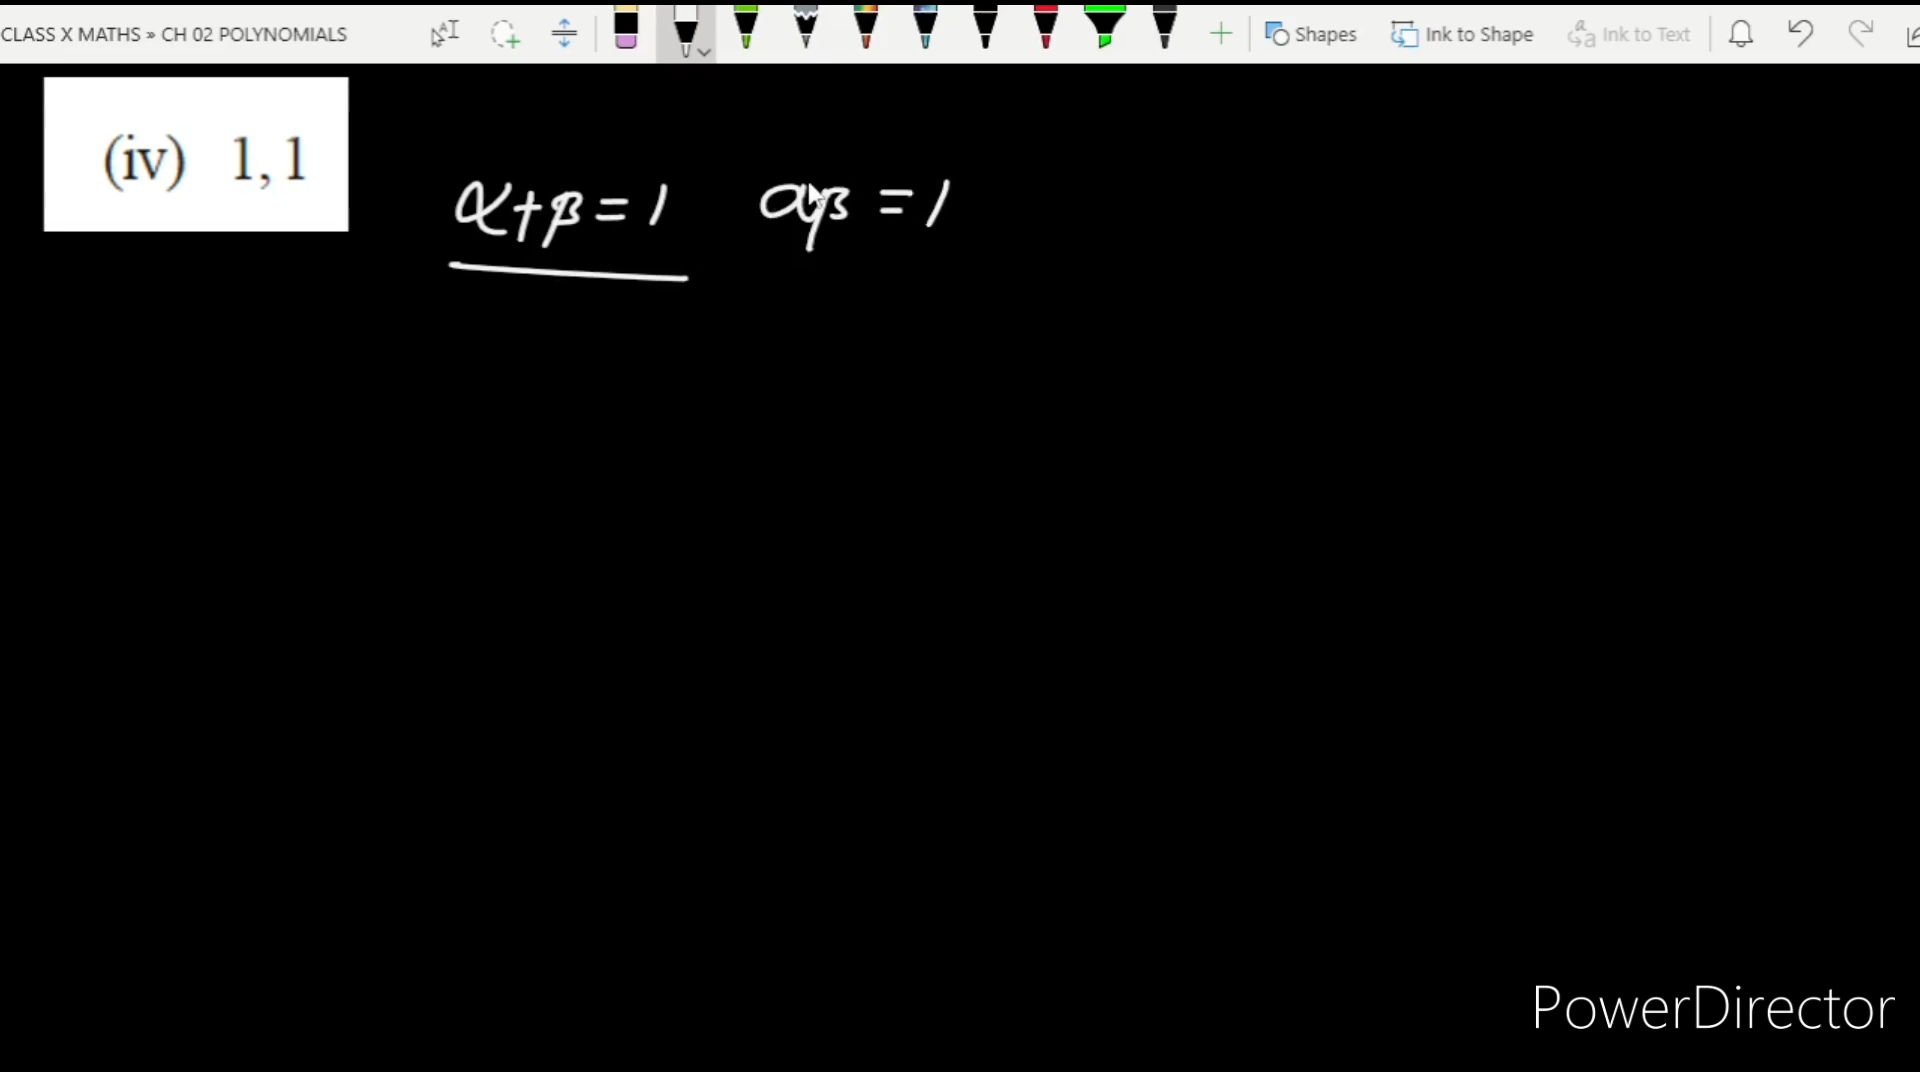 CLASS X MATHS » CH 02 POLYNOMIALS
Shapes
Ink to Shape
Ink to Text
(iv) 1, 1
α+β=1 αβ =1
PowerDirector